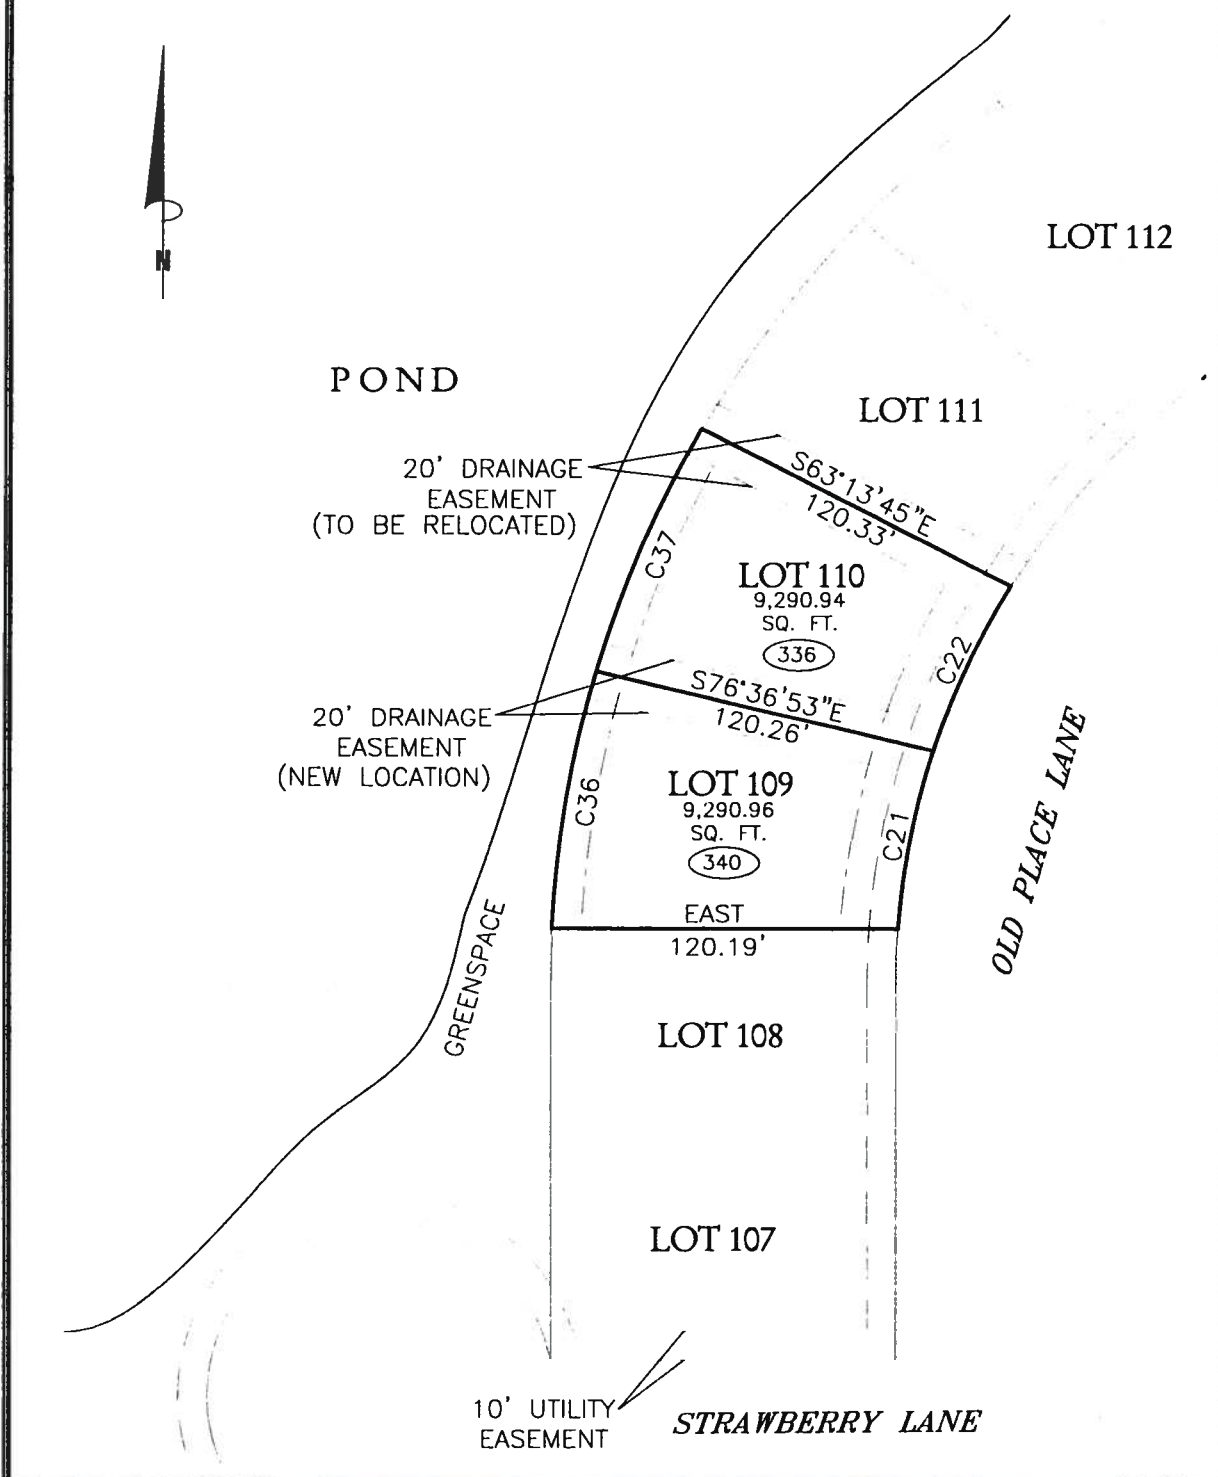 N
LOT 112
POND
LOT 111
20' DRAINAGE
EASEMENT
(TO BE RELOCATED)
S63°13'45"E
120.33'
C37
LOT 110
9,290.94
SQ. FT.
336
C22
S76°36'53"E
120.26'
20' DRAINAGE
EASEMENT
(NEW LOCATION)
LOT 109
9,290.96
SQ. FT.
340
C36
C21
OLD PLACE LANE
EAST
120.19'
GREENSPACE
LOT 108
LOT 107
10' UTILITY
EASEMENT
STRAWBERRY LANE